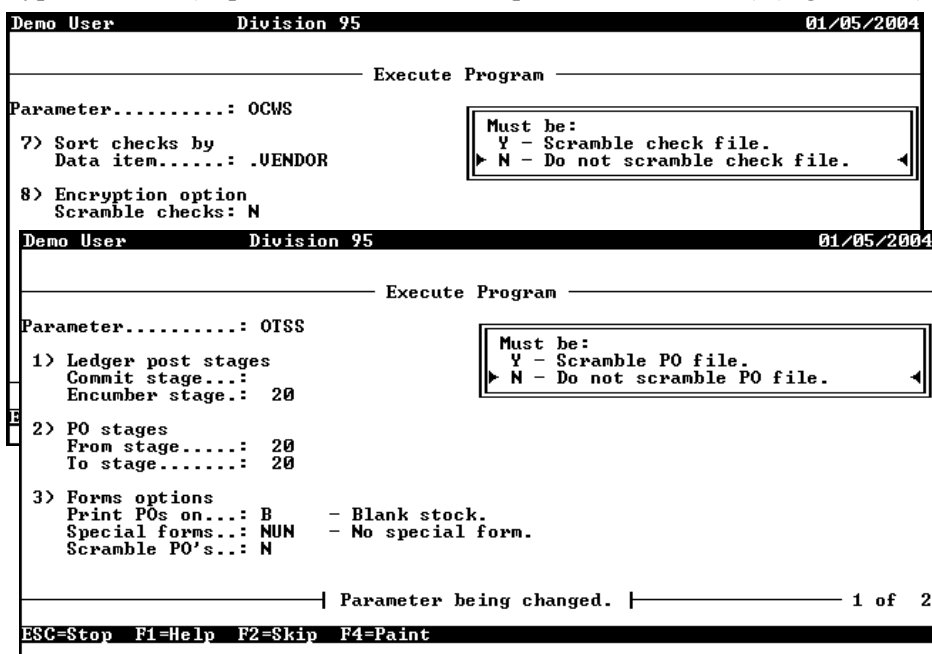 Demo User Division 95 01/05/2004
Execute Program
Parameter..........: OCWS
Must be:
Y - Scramble check file.
N - Do not scramble check file.
7) Sort checks by
Data item......: .VENDOR
8) Encryption option
Scramble checks: N
Demo User Division 95 01/05/2004
Execute Program
Parameter..........: OTSS
Must be:
Y - Scramble PO file.
N - Do not scramble PO file.
1) Ledger post stages
Commit stage...:
Encumber stage.: 20
2) PO stages
From stage.....: 20
To stage.......: 20
3) Forms options
Print POs on...: B - Blank stock.
Special forms..: NUN - No special form.
Scramble PO's..: N
Parameter being changed. 1 of 2
ESC=Stop F1=Help F2=Skip F4=Paint